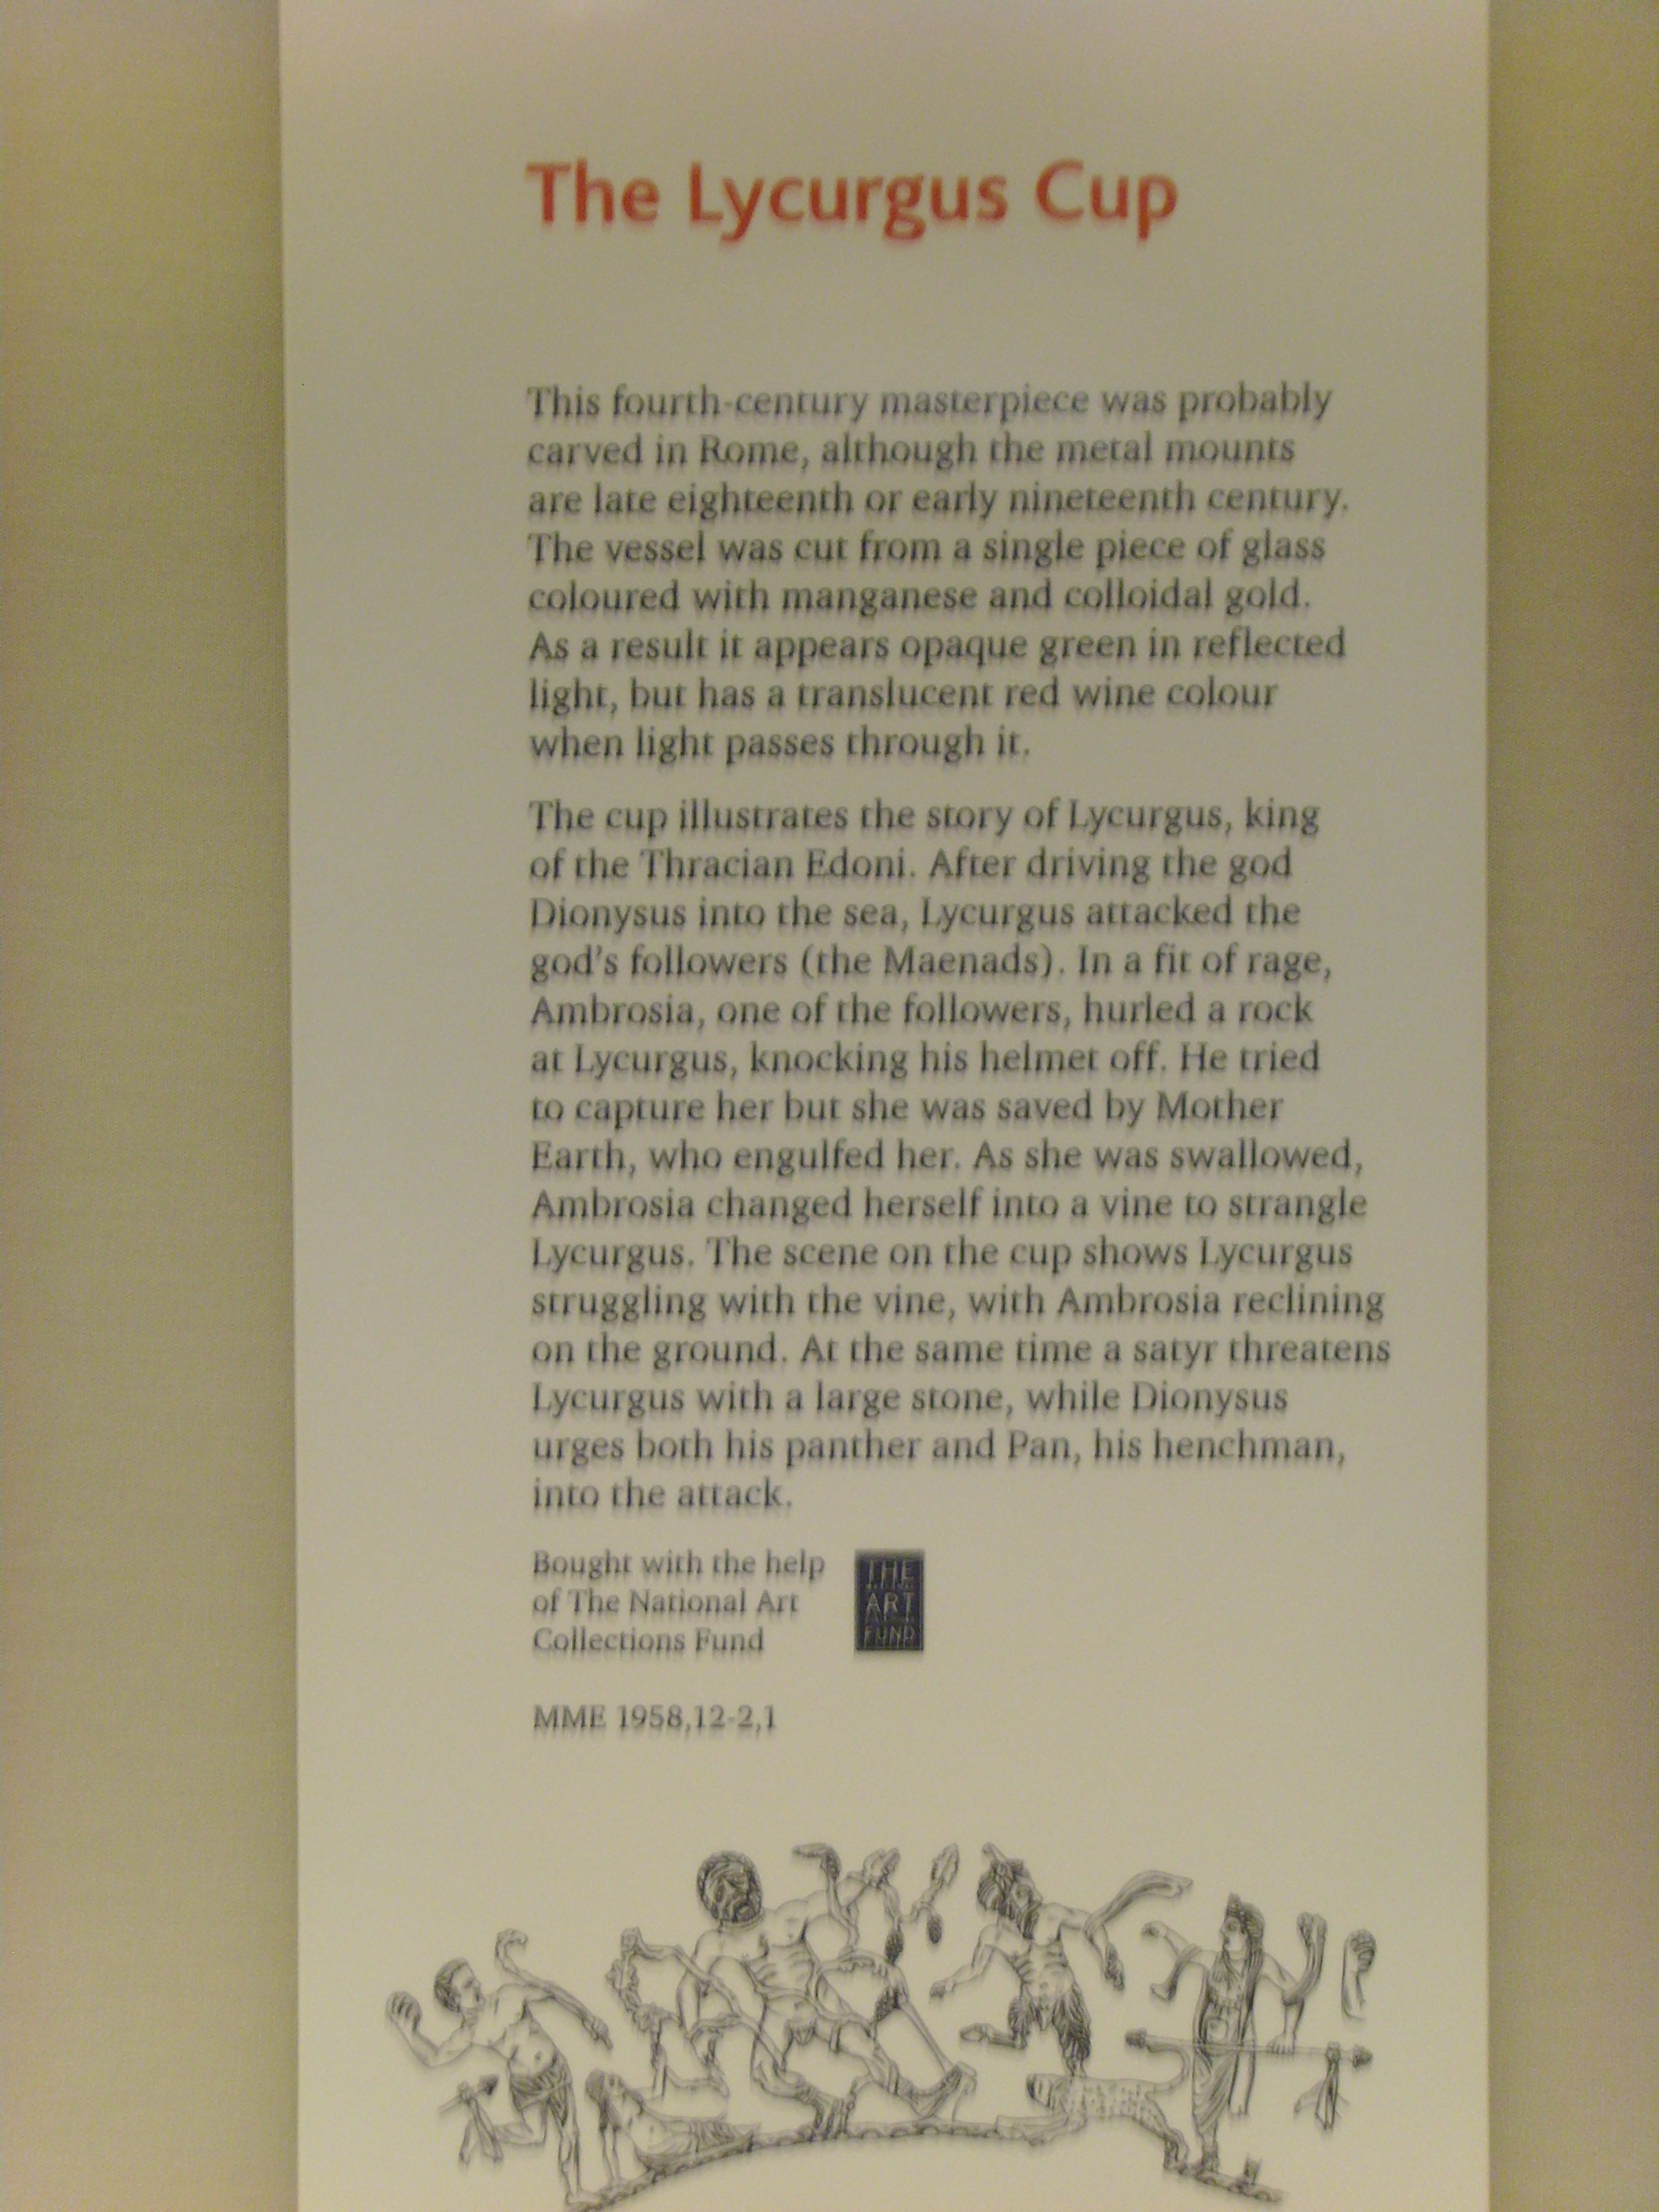 The Lycurgus Cup
This fourth-century masterpiece was probably
carved in Rome, although the metal mounts
are late eighteenth or early nineteenth century.
The vessel was cut from a single piece of glass
coloured with manganese and colloidal gold.
As a result it appears opaque green in reflected
light, but has a translucent red wine colour
when light passes through it.
The cup illustrates the story of Lycurgus, king
of the Thracian Edoni. After driving the god
Dionysus into the sea, Lycurgus attacked the
god's followers (the Maenads). In a fit of rage,
Ambrosia, one of the followers, hurled a rock
at Lycurgus, knocking his helmet off. He tried
to capture her but she was saved by Mother
Earth, who engulfed her. As she was swallowed,
Ambrosia changed herself into a vine to strangle
Lycurgus. The scene on the cup shows Lycurgus
struggling with the vine, with Ambrosia reclining
on the ground. At the same time a satyr threatens
Lycurgus with a large stone, while Dionysus
urges both his panther and Pan, his henchman,
into the attack.
Bought with the help
of The National Art
Collections Fund
THE
ART
FUND
MME 1958,12-2,1